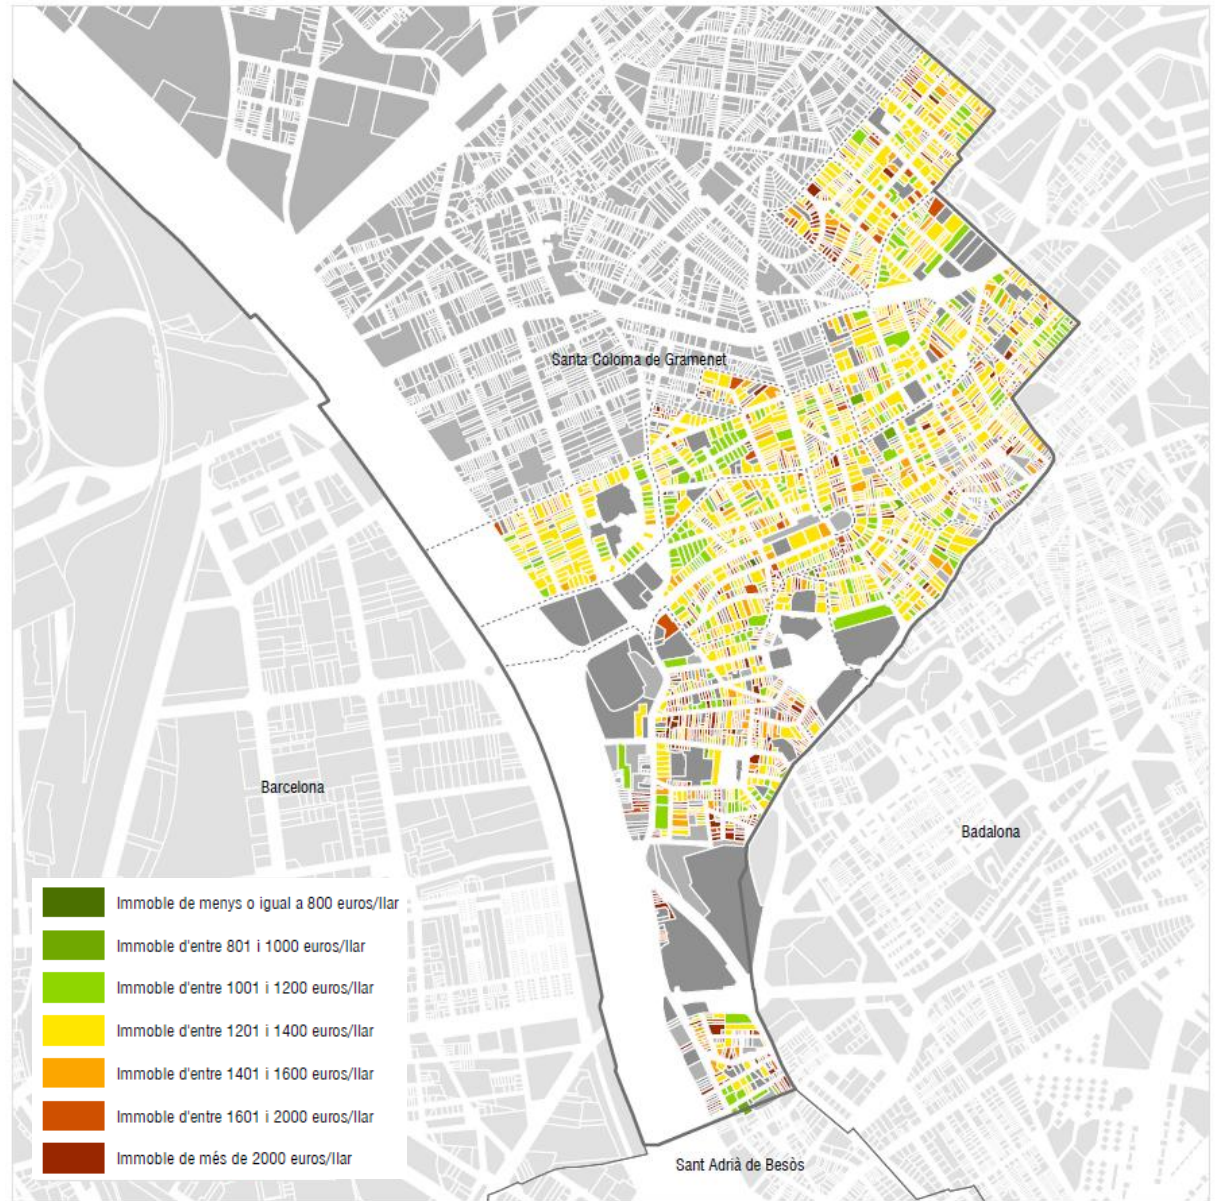 Santa Coloma de Gramenet
Barcelona
Badalona
Immoble de menys o igual a 800 euros/llar
Immoble d'entre 801 i 1000 euros/llar
Immoble d'entre 1001 i 1200 euros/llar
Immoble d'entre 1201 i 1400 euros/llar
Immoble d'entre 1401 i 1600 euros/llar
Immoble d'entre 1601 i 2000 euros/llar
Immoble de més de 2000 euros/llar
Sant Adrià de Besòs